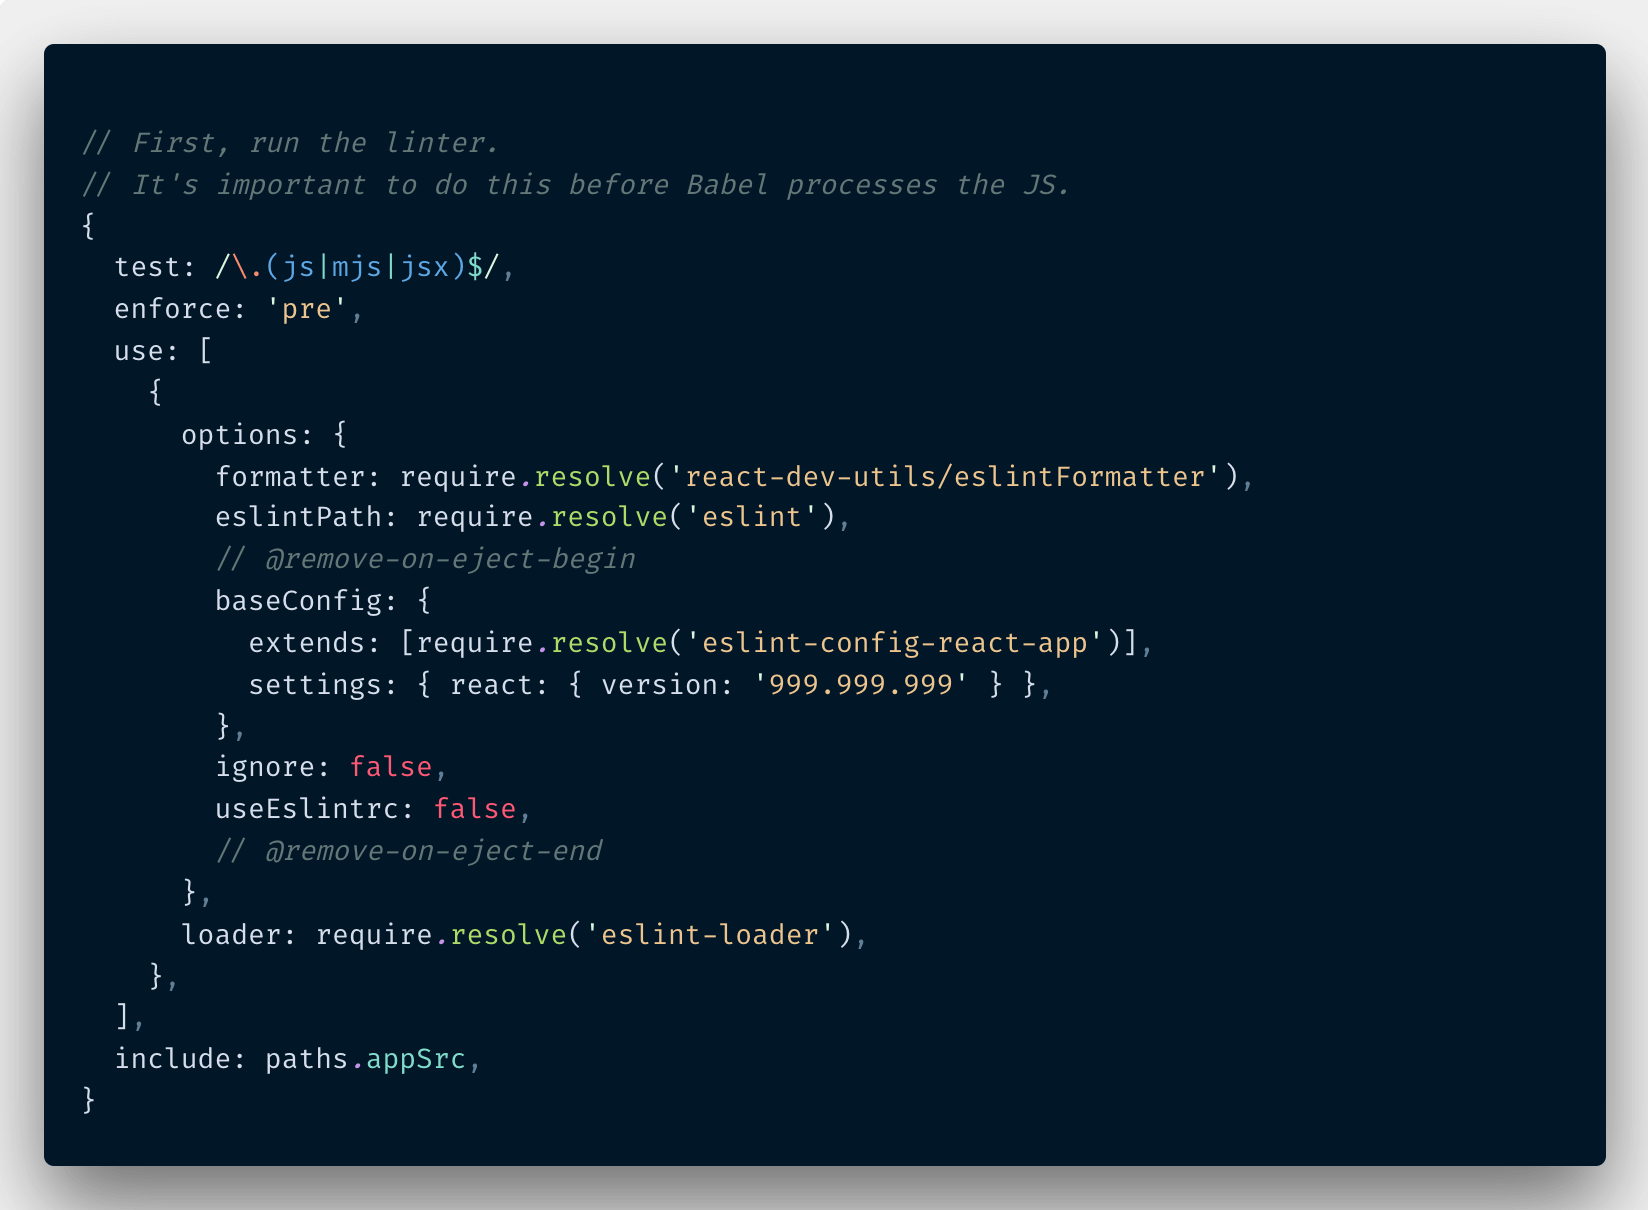 // First, run the linter.
// It's important to do this before Babel processes the JS.
{
  test: /\.(js|mjs|jsx)$/,
  enforce: 'pre',
  use: [
    {
      options: {
        formatter: require.resolve('react-dev-utils/eslintFormatter'),
        eslintPath: require.resolve('eslint'),
        // @remove-on-eject-begin
        baseConfig: {
          extends: [require.resolve('eslint-config-react-app')],
          settings: { react: { version: '999.999.999' } },
        },
        ignore: false,
        useEslintrc: false,
        // @remove-on-eject-end
      },
      loader: require.resolve('eslint-loader'),
    },
  ],
  include: paths.appSrc,
}